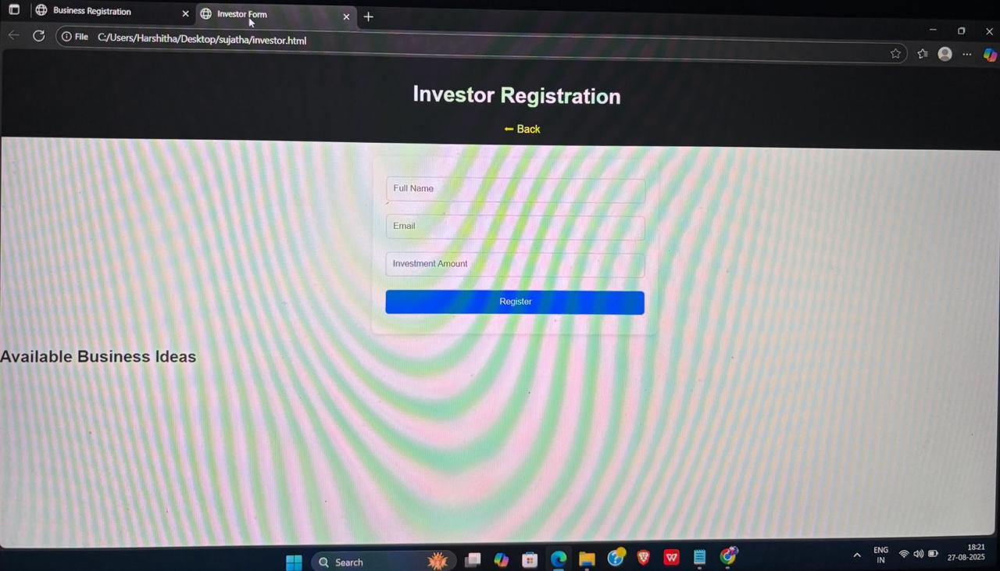 Business Registration
Investor Form
File C:/Users/Harshitha/Desktop/sujatha/investor.html
Investor Registration
← Back
Full Name
Email
Investment Amount
Register
Available Business Ideas
Search
W
ENG
IN
18:21
27-08-2025